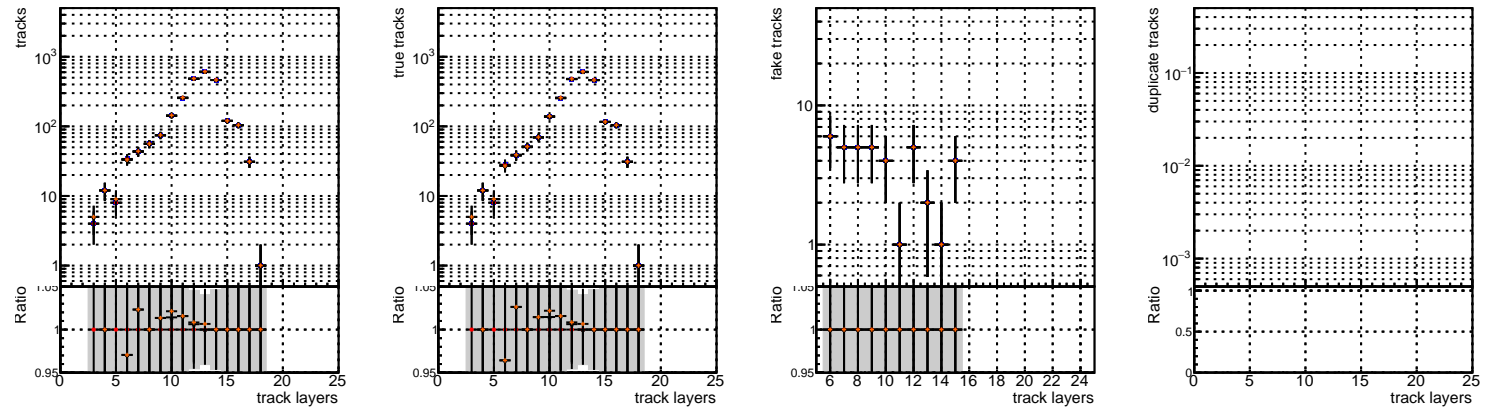 tracks
10³
10²
10
1
Ratio
1.05
1
0.95
0 5 10 15 20 25
track layers
true tracks
10³
10²
10
1
Ratio
1.05
1
0.95
0 5 10 15 20 25
track layers
fake tracks
10
1
Ratio
1.05
1
0.95
6 8 10 12 14 16 18 20 22 24
track layers
duplicate tracks
10⁻¹
10⁻²
10⁻³
Ratio
1
0.5
0
0 5 10 15 20 25
track layers